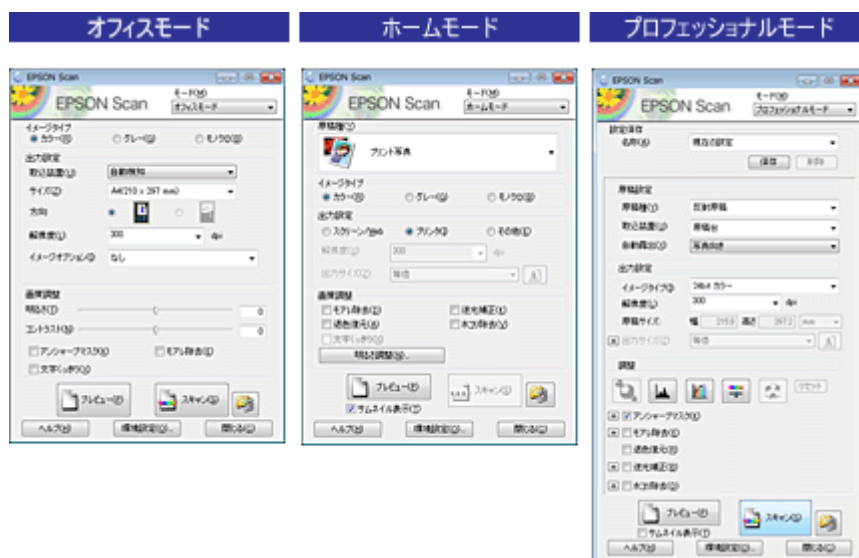 オフィスモード
EPSON Scan
モード(M)
EPSON Scan
オフィスモード
イメージタイプ
カラー(B) グレー(G) モノクロ(B)
出力設定
取込装置(U) 自動検知
サイズ(Z) A4(210 x 297 mm)
方向
解像度(L) 300 dpi
イメージオプション(O) なし
画質調整
明るさ(I) 0
コントラスト(N) 0
アンシャープマスク(K) モアレ除去(D)
文字くっきり(X)
プレビュー(P) スキャン(S)
ヘルプ(H) 環境設定(O)... 閉じる(C)
ホームモード
EPSON Scan
モード(M)
EPSON Scan
ホームモード
原稿種(Y)
プリント写真
イメージタイプ
カラー(B) グレー(G) モノクロ(B)
出力設定
スクリーン/Web プリンタ(R) その他(O)
解像度(L) 300 dpi
出力サイズ(Z) 等倍
画質調整
モアレ除去(D) 逆光補正(K)
退色復元(R) ホコリ除去(V)
文字くっきり(X)
明るさ調整(N)...
プレビュー(P) スキャン(S)
サムネイル表示(T)
ヘルプ(H) 環境設定(O)... 閉じる(C)
プロフェッショナルモード
EPSON Scan
モード(M)
EPSON Scan
プロフェッショナルモード
設定保存
名称(A) 現在の設定
保存 削除
原稿設定
原稿種(Y) 反射原稿
取込装置(U) 原稿台
自動露出(X) 写真向き
出力設定
イメージタイプ(I) 24bit カラー
解像度(L) 300 dpi
原稿サイズ 幅 215.9 高さ 297.2 mm
出力サイズ(Z) 等倍
調整
リセット
アンシャープマスク(K)
モアレ除去(D)
退色復元(R)
逆光補正(K)
ホコリ除去(V)
プレビュー(P) スキャン(S)
サムネイル表示(T)
ヘルプ(H) 環境設定(O)... 閉じる(C)